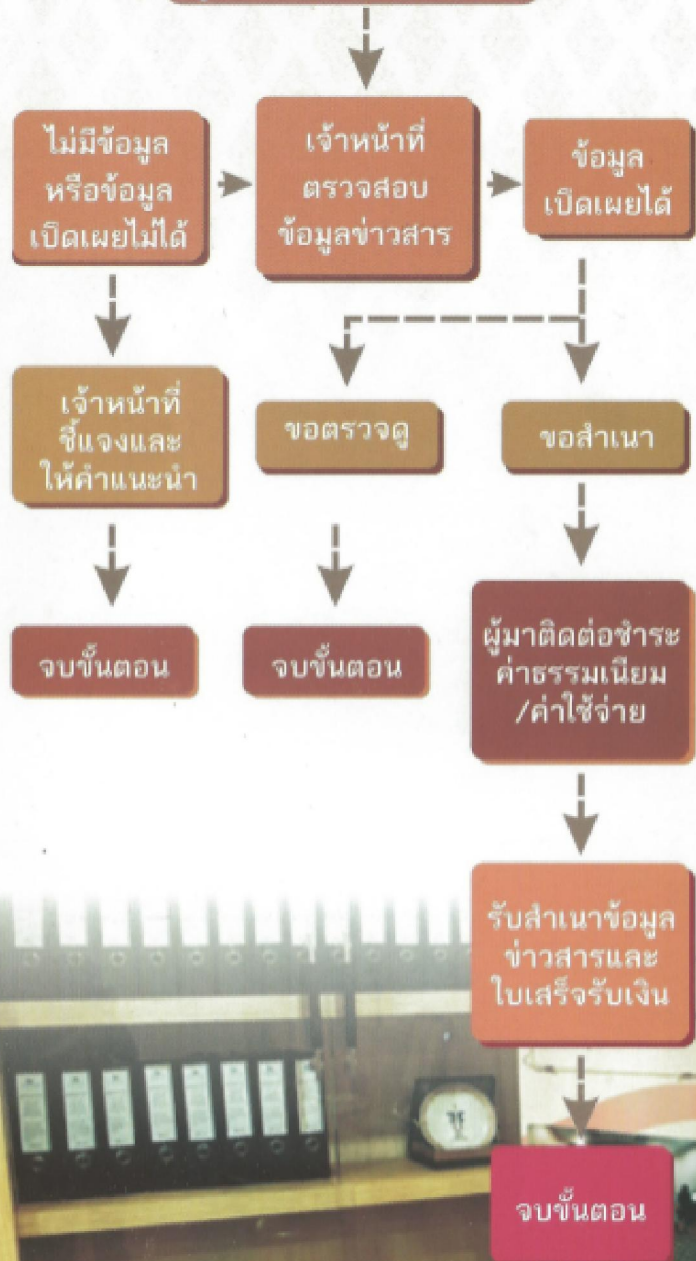 ไม่มีข้อมูล
หรือข้อมูล
เปิดเผยไม่ได้
เจ้าหน้าที่
ตรวจสอบ
ข้อมูลข่าวสาร
ข้อมูล
เปิดเผยได้
เจ้าหน้าที่
ชี้แจงและ
ให้คำแนะนำ
ขอตรวจดู
ขอสำเนา
จบขั้นตอน
จบขั้นตอน
ผู้มาติดต่อชำระ
ค่าธรรมเนียม
/ค่าใช้จ่าย
รับสำเนาข้อมูล
ข่าวสารและ
ใบเสร็จรับเงิน
จบขั้นตอน